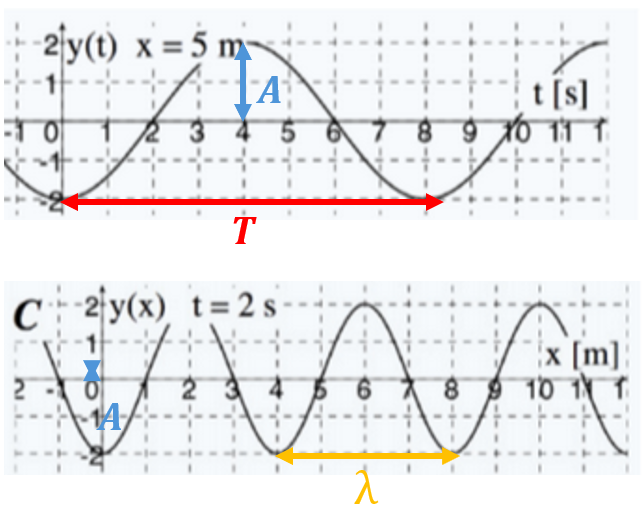 2 y(t) x = 5 m
1
A
t [s]
-1 0 1 2 3 4 5 6 7 8 9 10 11 1
-1
-2
T
C 2 y(x) t = 2 s
1
x [m]
2 -1 0 1 2 3 4 5 6 7 8 9 10 11 1
-1 A
-2
λ